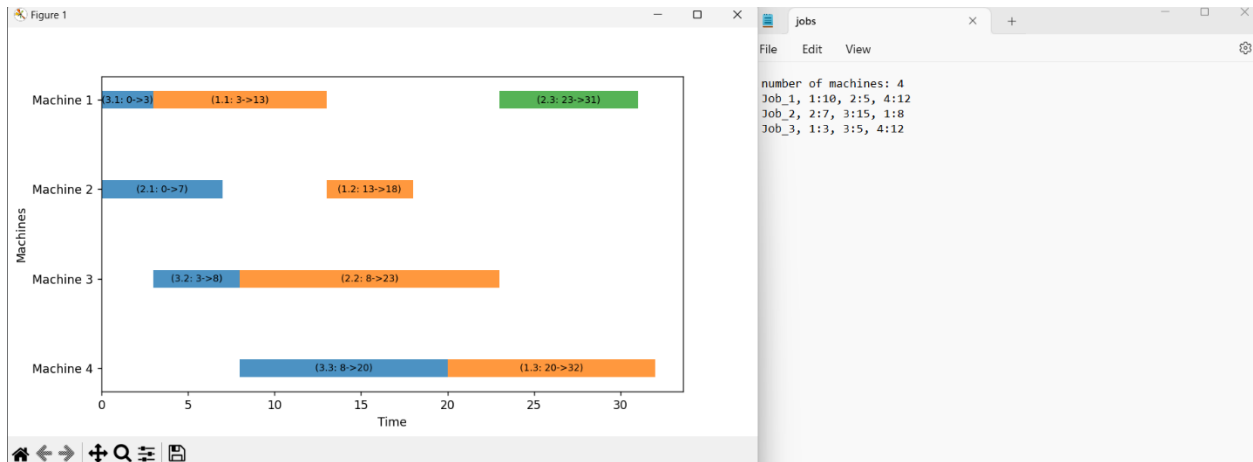 Figure 1
Machine 1
(3.1: 0->3)
(1.1: 3->13)
(2.3: 23->31)
Machine 2
(2.1: 0->7)
(1.2: 13->18)
Machines
Machine 3
(3.2: 3->8)
(2.2: 8->23)
Machine 4
(3.3: 8->20)
(1.3: 20->32)
0 5 10 15 20 25 30
Time
jobs
File Edit View
number of machines: 4
Job_1, 1:10, 2:5, 4:12
Job_2, 2:7, 3:15, 1:8
Job_3, 1:3, 3:5, 4:12